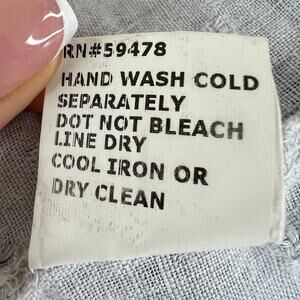 RN#59478
HAND WASH COLD
SEPARATELY
DOT NOT BLEACH
LINE DRY
COOL IRON OR
DRY CLEAN